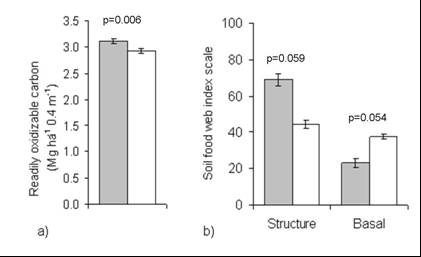 p=0.006
Readily oxidizable carbon
(Mg há¹ 0.4 m⁻¹)
3.5
3.0
2.5
2.0
1.5
1.0
0.5
0.0
a)
Soil food web index scale
100
80
60
40
20
0
p=0.059
p=0.054
Structure Basal
b)